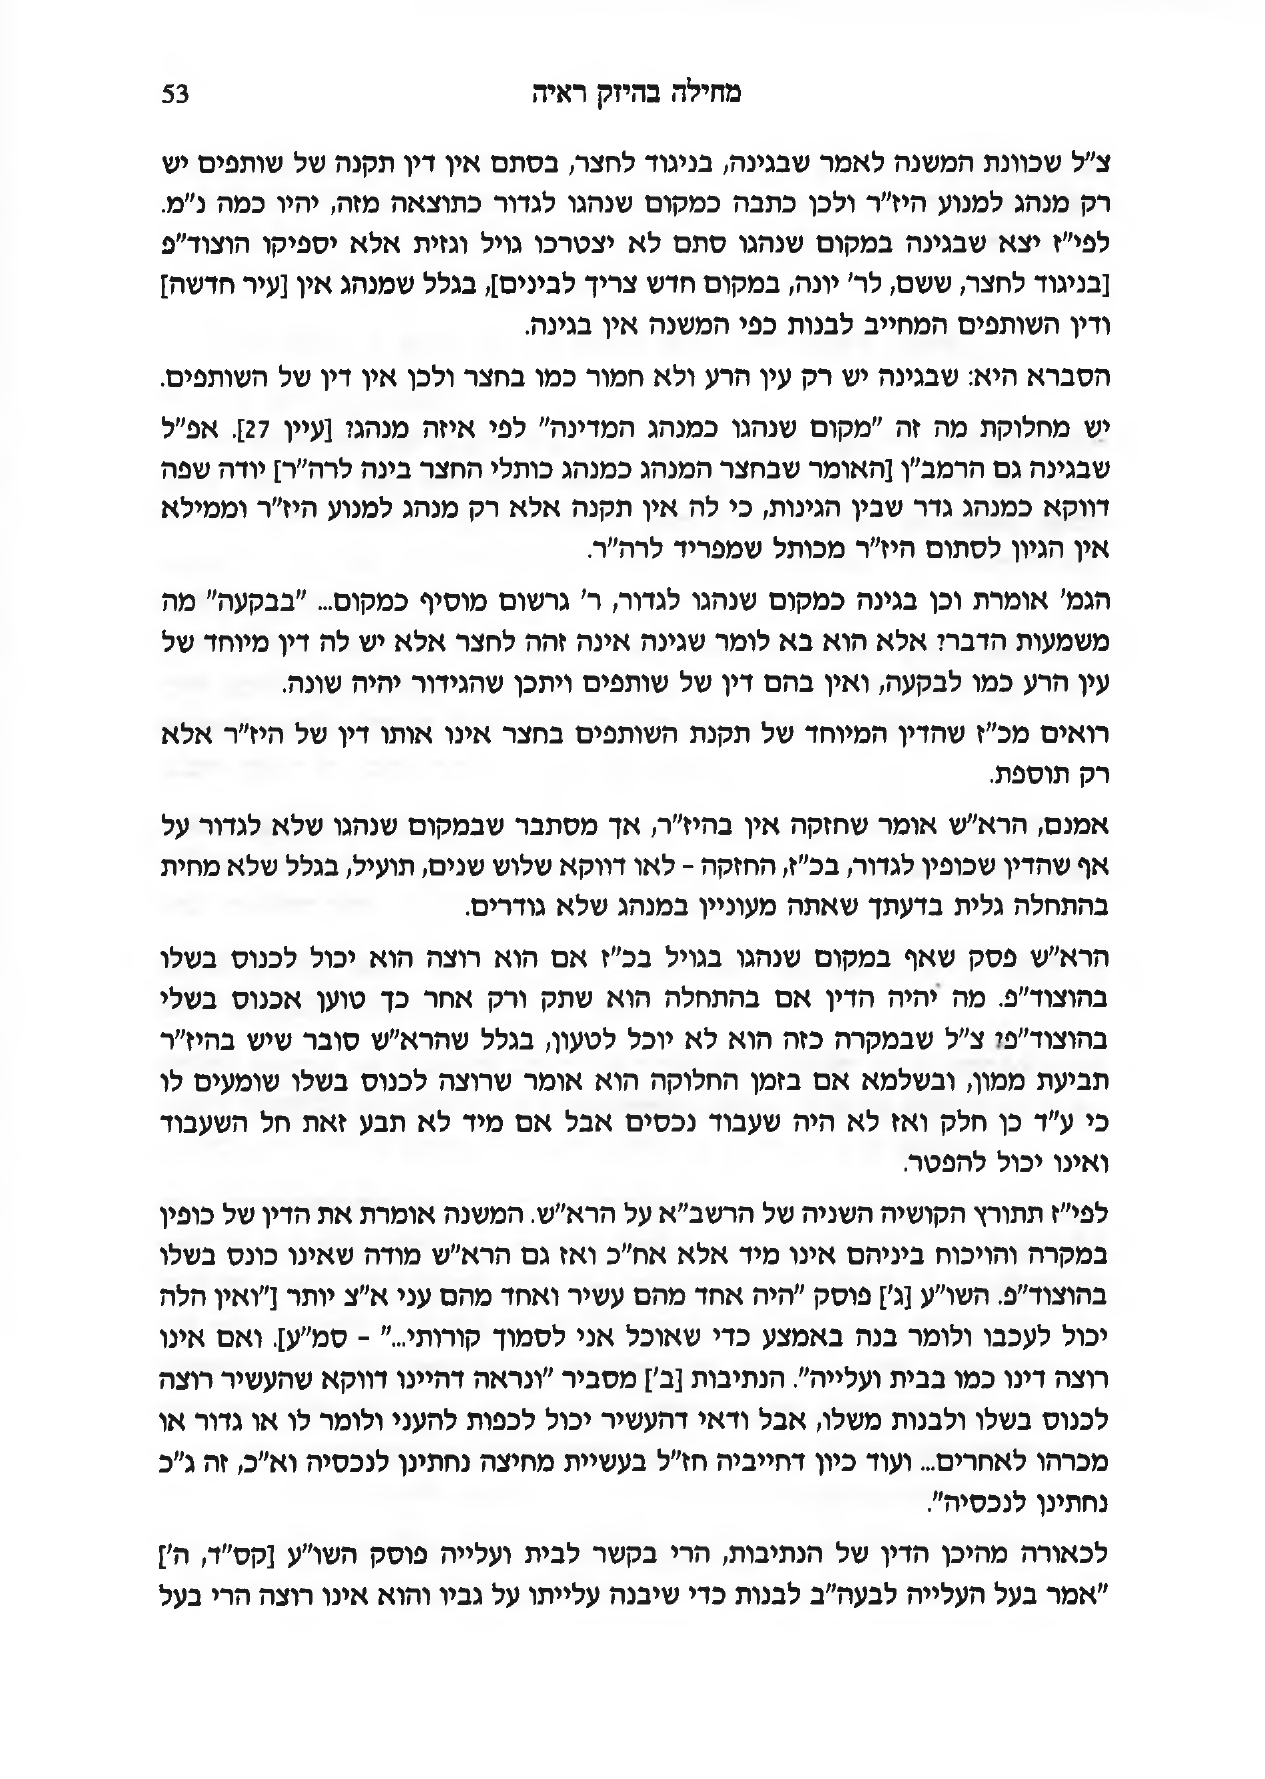 מחילה בהיזק ראיה 53
צ"ל שכוונת המשנה לאמר שבגינה, בניגוד לחצר, בסתם אין דין תקנה של שותפים יש
רק מנהג למנוע היז"ר ולכן כתבה כמקום שנהגו לגדור כתוצאה מזה, יהיו כמה נ"מ.
לפי"ז יצא שבגינה במקום שנהגו סתם לא יצטרכו גויל וגזית אלא יספיקו הוצוד"פ
[בניגוד לחצר, ששם, לר' יונה, במקום חדש צריך לבינים], בגלל שמנהג אין [עיר חדשה]
ודין השותפים המחייב לבנות כפי המשנה אין בגינה.
הסברא היא: שבגינה יש רק עין הרע ולא חמור כמו בחצר ולכן אין דין של השותפים.
יש מחלוקת מה זה "מקום שנהגו כמנהג המדינה" לפי איזה מנהג? [עיין 27]. אפ"ל
שבגינה גם הרמב"ן [האומר שבחצר המנהג כמנהג כותלי החצר בינה לרה"ר] יודה שפה
דווקא כמנהג גדר שבין הגינות, כי לה אין תקנה אלא רק מנהג למנוע היז"ר וממילא
אין הגיון לסתום היז"ר מכותל שמפריד לרה"ר.
הגמ' אומרת וכן בגינה כמקום שנהגו לגדור, ר' גרשום מוסיף כמקום... "בבקעה" מה
משמעות הדבר? אלא הוא בא לומר שגינה אינה זהה לחצר אלא יש לה דין מיוחד של
עין הרע כמו לבקעה, ואין בהם דין של שותפים ויתכן שהגידור יהיה שונה.
רואים מכ"ז שהדין המיוחד של תקנת השותפים בחצר אינו אותו דין של היז"ר אלא
רק תוספת.
אמנם, הרא"ש אומר שחזקה אין בהיז"ר, אך מסתבר שבמקום שנהגו שלא לגדור על
אף שהדין שכופין לגדור, בכ"ז, החזקה - לאו דווקא שלוש שנים, תועיל, בגלל שלא מחית
בהתחלה גלית בדעתך שאתה מעוניין במנהג שלא גודרים.
הרא"ש פסק שאף במקום שנהגו בגויל בכ"ז אם הוא רוצה הוא יכול לכנוס בשלו
בהוצוד"פ. מה יהיה הדין אם בהתחלה הוא שתק ורק אחר כך טוען אכנוס בשלי
בהוצוד"פ? צ"ל שבמקרה כזה הוא לא יוכל לטעון, בגלל שהרא"ש סובר שיש בהיז"ר
תביעת ממון, ובשלמא אם בזמן החלוקה הוא אומר שרוצה לכנוס בשלו שומעים לו
כי ע"ד כן חלק ואז לא היה שעבוד נכסים אבל אם מיד לא תבע זאת חל השעבוד
ואינו יכול להפטר.
לפי"ז תתורץ הקושיה השניה של הרשב"א על הרא"ש. המשנה אומרת את הדין של כופין
במקרה והויכוח ביניהם אינו מיד אלא אח"כ ואז גם הרא"ש מודה שאינו כונס בשלו
בהוצוד"פ. השו"ע [ג'] פוסק "היה אחד מהם עשיר ואחד מהם עני א"צ יותר ["ואין הלה
יכול לעכבו ולומר בנה באמצע כדי שאוכל אני לסמוך קורותי..." - סמ"ע]. ואם אינו
רוצה דינו כמו בבית ועלייה". הנתיבות [ב'] מסביר "ונראה דהיינו דווקא שהעשיר רוצה
לכנוס בשלו ולבנות משלו, אבל ודאי דהעשיר יכול לכפות להעני ולומר לו או גדור או
מכרהו לאחרים... ועוד כיון דחייביה חז"ל בעשיית מחיצה נחתינן לנכסיה וא"כ, זה ג"כ
נחתינן לנכסיה".
לכאורה מהיכן הדין של הנתיבות, הרי בקשר לבית ועלייה פוסק השו"ע [קס"ד, ה']
"אמר בעל העלייה לבעה"ב לבנות כדי שיבנה עלייתו על גביו והוא אינו רוצה הרי בעל